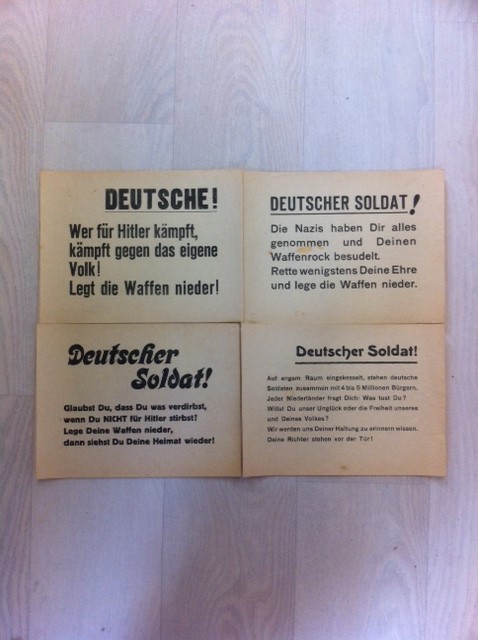 DEUTSCHE!
Wer für Hitler kämpft,
kämpft gegen das eigene
Volk!
Legt die Waffen nieder!
DEUTSCHER SOLDAT!
Die Nazis haben Dir alles
genommen und Deinen
Waffenrock besudelt.
Rette wenigstens Deine Ehre
und lege die Waffen nieder.
Deutscher
Soldat!
Glaubst Du, dass Du was verdirbst,
wenn Du NICHT für Hitler stirbst?
Lege Deine Waffen nieder,
dann siehst Du Deine Heimat wieder!
Deutscher Soldat!
Auf engam Raum eingekesselt, stehen deutsche
Soldaten zusammen mit 4 bis 5 Millionen Bürgern.
Jeder Niederländer fragt Dich: Was tust Du?
Willst Du unser Unglück oder die Freiheit unseres
und Deines Volkes?
Wir werden uns Deiner Haltung zu erinnern wissen.
Deine Richter stehen vor der Tür!